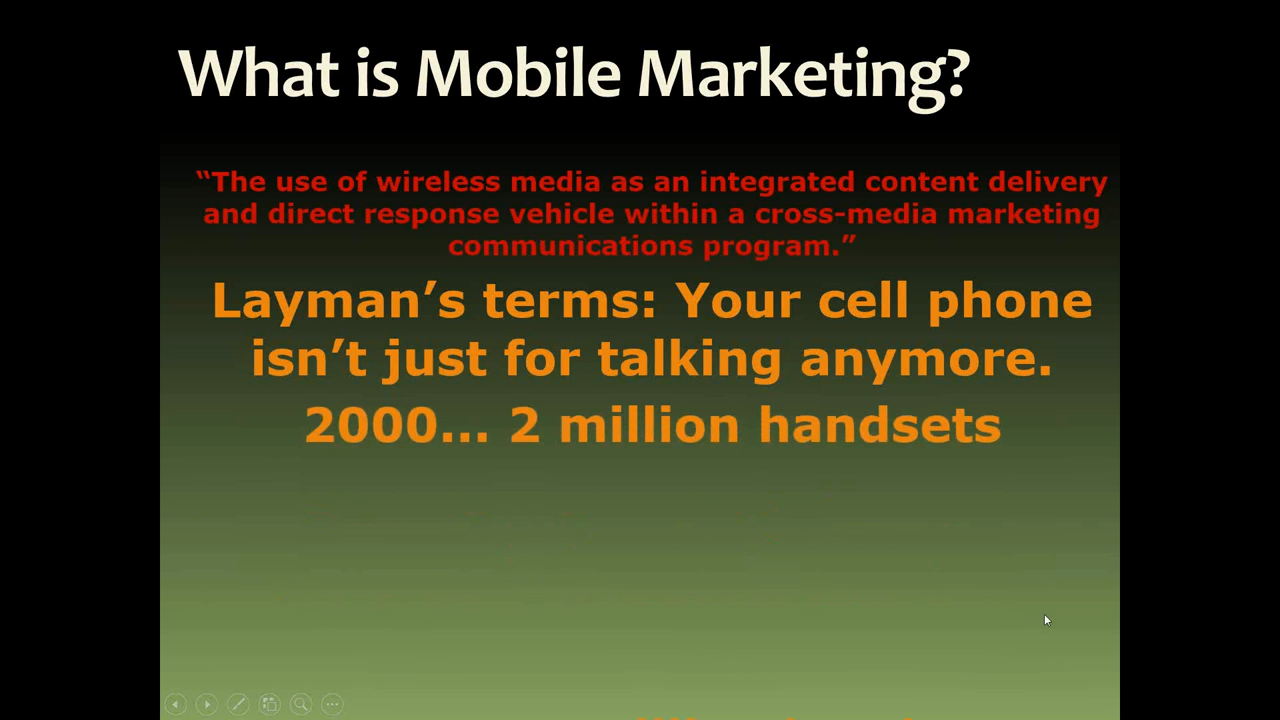 What is Mobile Marketing?
“The use of wireless media as an integrated content delivery
and direct response vehicle within a cross-media marketing
communications program.”
Layman’s terms: Your cell phone
isn’t just for talking anymore.
2000… 2 million handsets